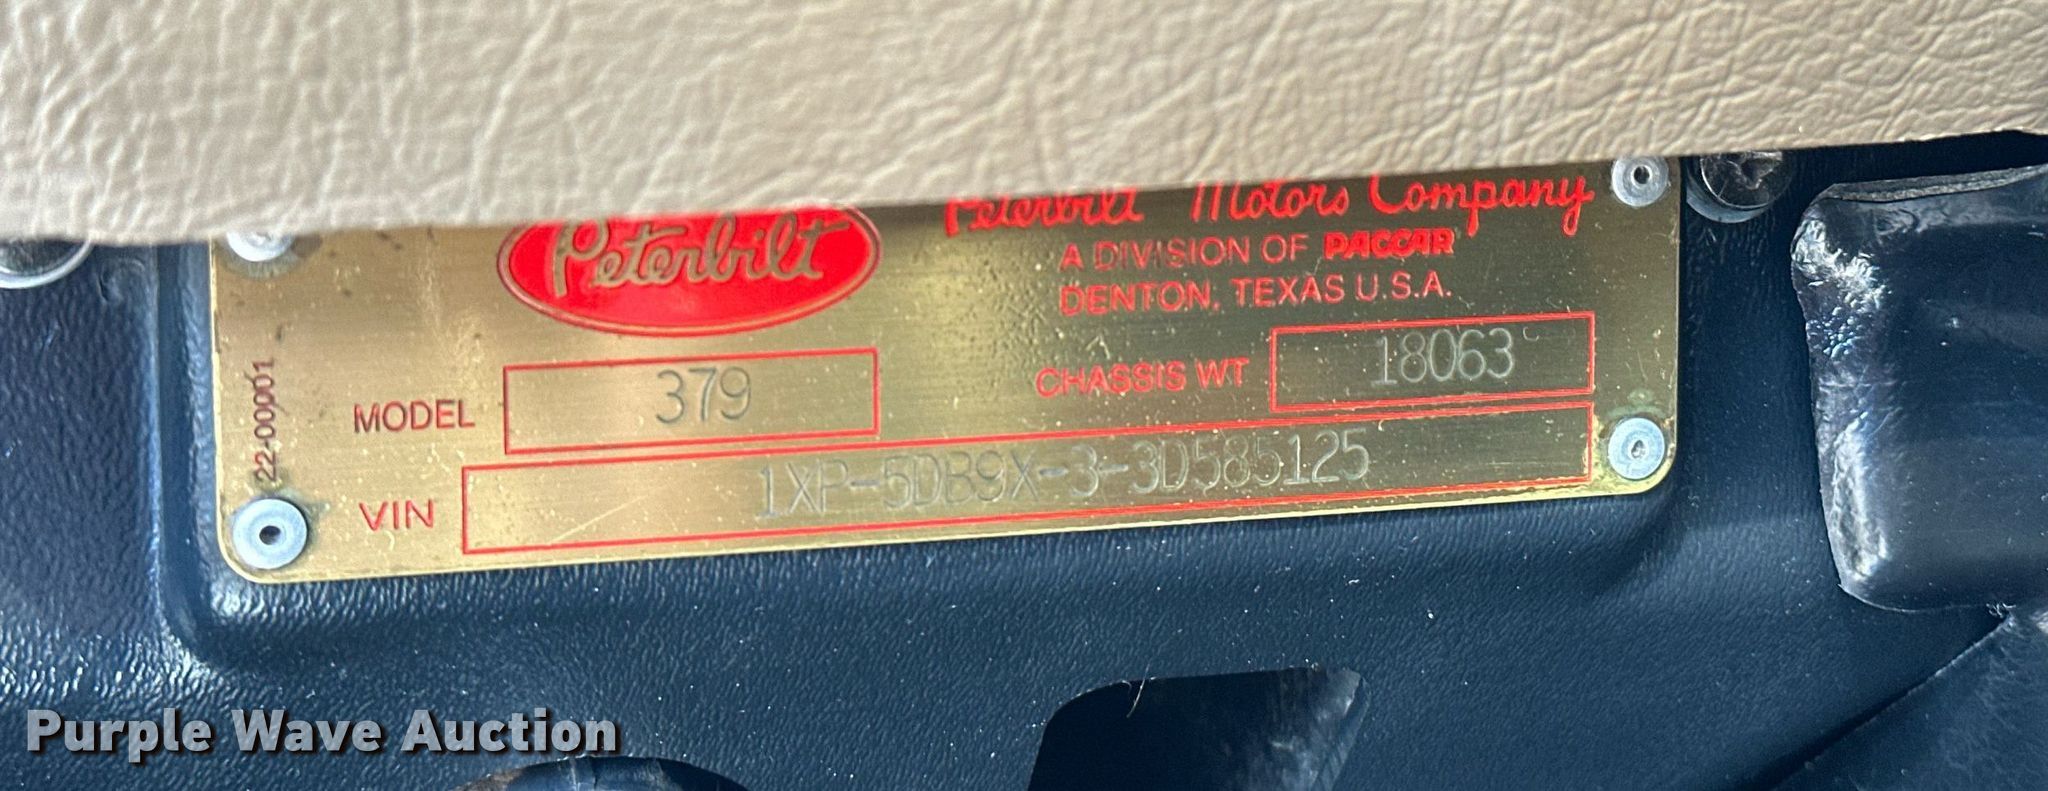 Peterbilt
Peterbilt Motors Company
A DIVISION OF PACCAR
DENTON, TEXAS U.S.A.
22-00001
MODEL 379
CHASSIS WT 18063
VIN 1XP-5DB9X-3-3D585125
Purple Wave Auction